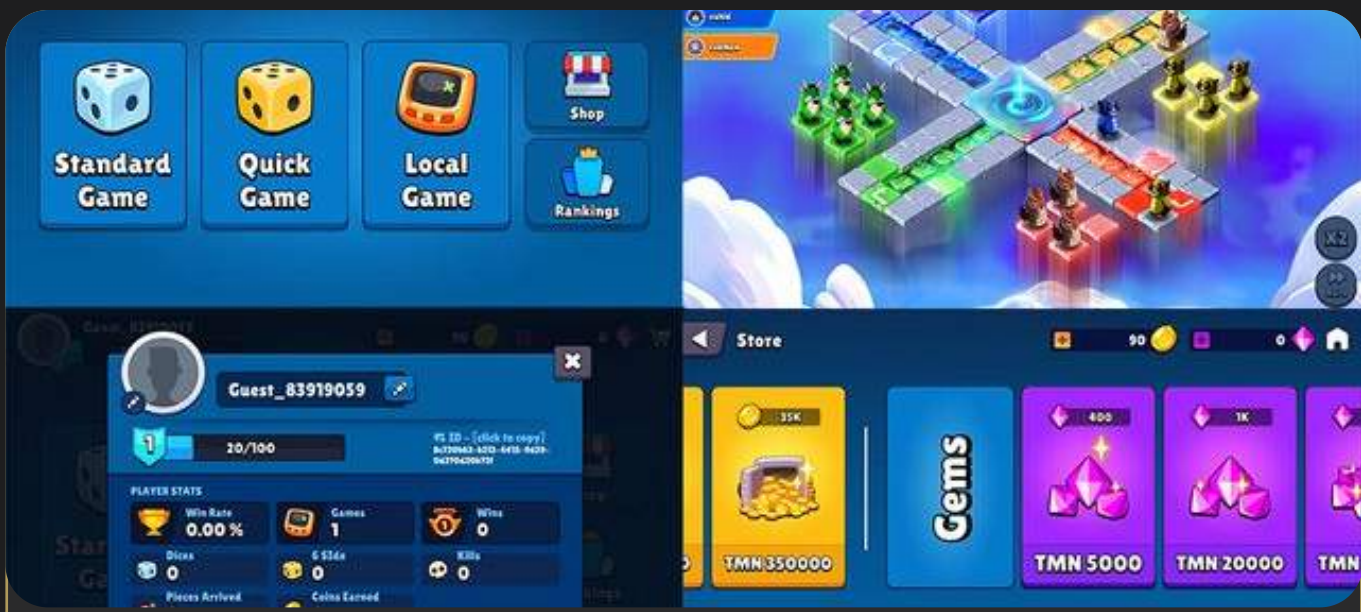 Standard
Game
Quick
Game
Local
Game
Shop
Rankings
X2
Guest_83919059
1
20/100
PLAYER STATS
Win Rate
0.00 %
Games
1
Wins
0
Dices
0
6 Side
0
Kills
0
Pieces Arrived
Coins Earned
Store
90
0
35K
TMN 350000
Gems
400
TMN 5000
1K
TMN 20000
TMN